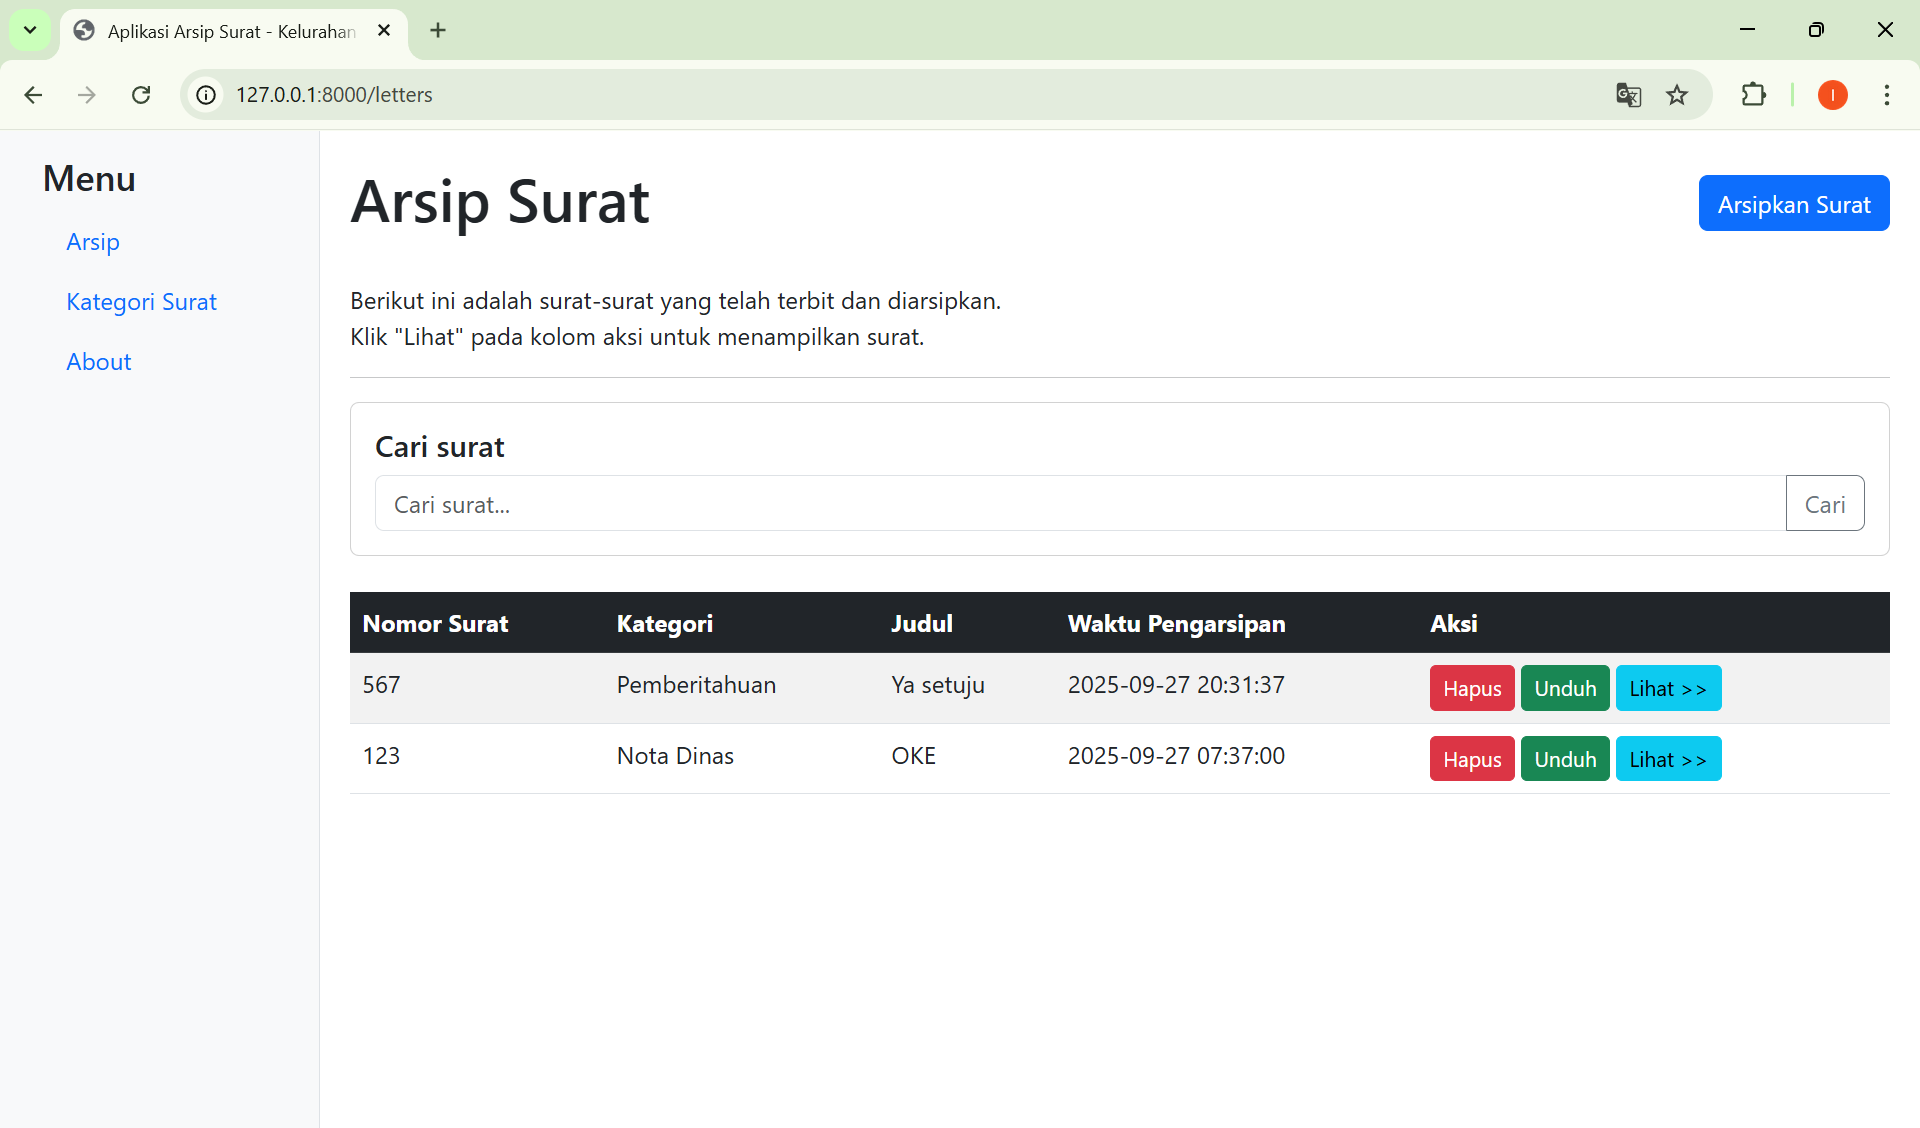 Aplikasi Arsip Surat - Kelurahan
127.0.0.1:8000/letters
I
Menu
Arsip
Kategori Surat
About
Arsip Surat
Arsipkan Surat
Berikut ini adalah surat-surat yang telah terbit dan diarsipkan.
Klik "Lihat" pada kolom aksi untuk menampilkan surat.
Cari surat
Cari surat...
Cari
Nomor Surat Kategori Judul Waktu Pengarsipan Aksi
567 Pemberitahuan Ya setuju 2025-09-27 20:31:37 Hapus Unduh Lihat >>
123 Nota Dinas OKE 2025-09-27 07:37:00 Hapus Unduh Lihat >>